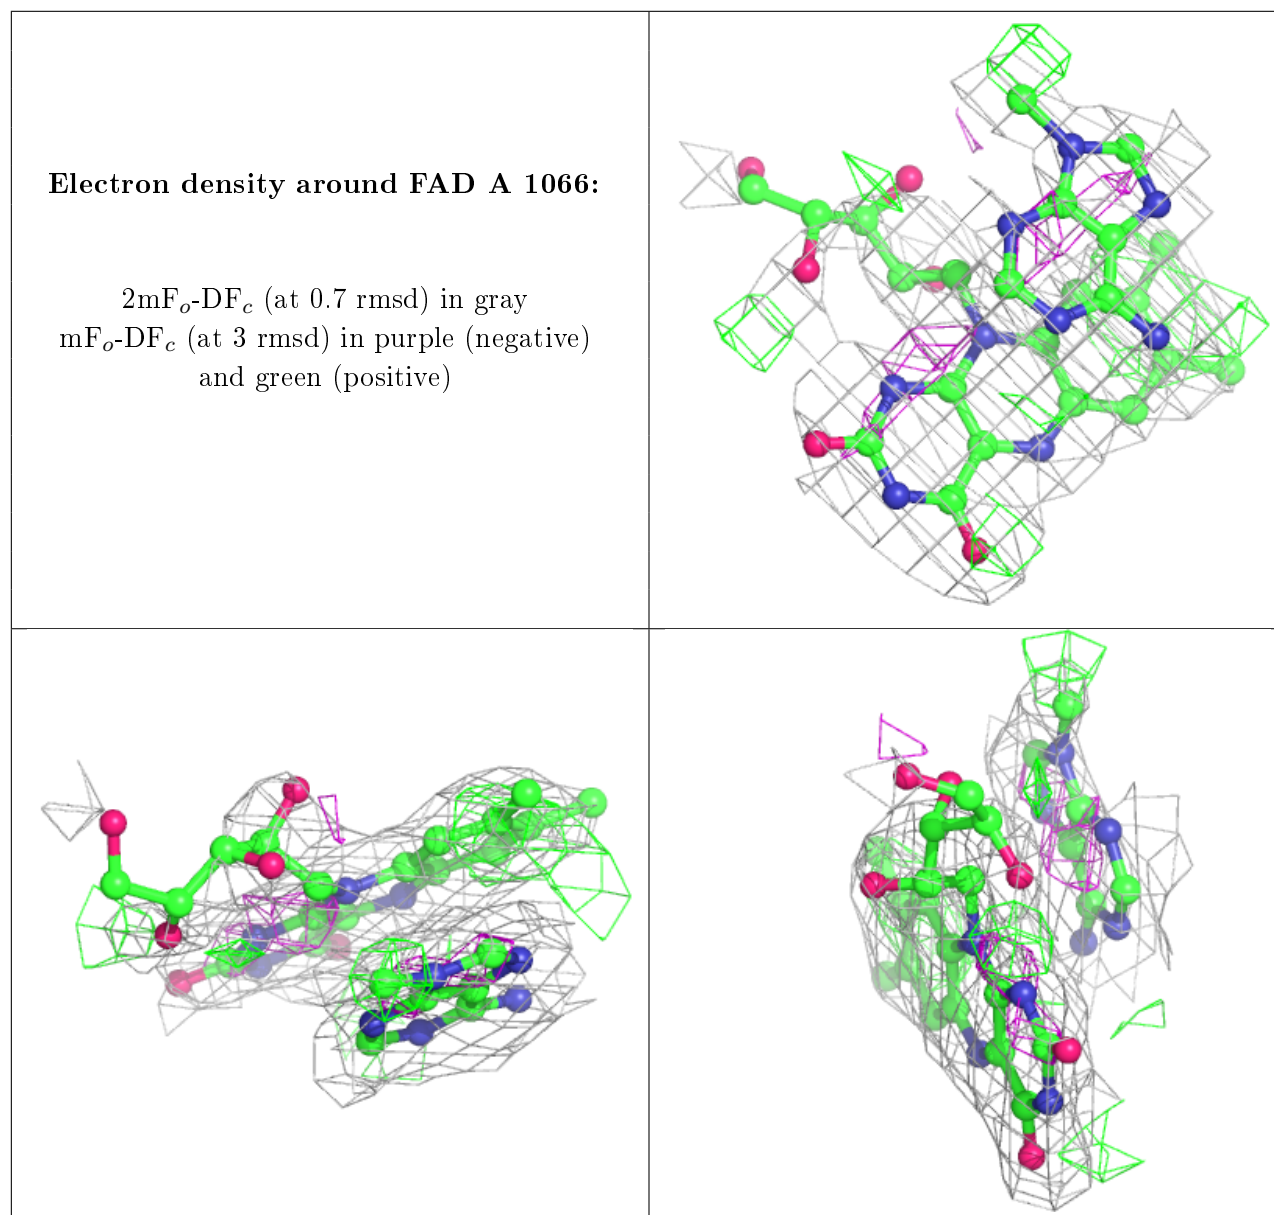 Electron density around FAD A 1066:
2mFo-DFc (at 0.7 rmsd) in gray
mFo-DFc (at 3 rmsd) in purple (negative)
and green (positive)